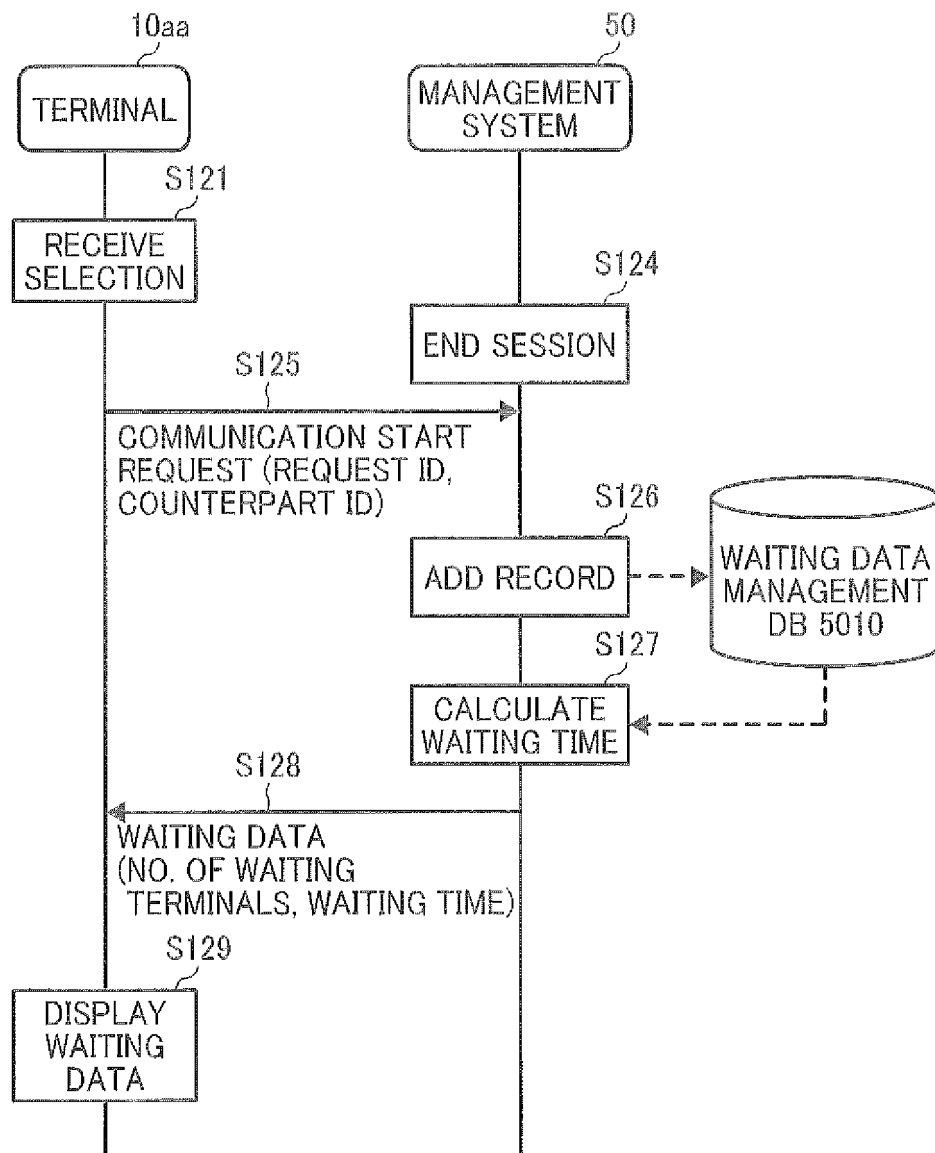 10aa
50
TERMINAL
MANAGEMENT
SYSTEM
S121
RECEIVE
SELECTION
S124
END SESSION
S125
COMMUNICATION START
REQUEST (REQUEST ID,
COUNTERPART ID)
S126
ADD RECORD
WAITING DATA
MANAGEMENT
DB 5010
S127
CALCULATE
WAITING TIME
S128
WAITING DATA
(NO. OF WAITING
TERMINALS, WAITING TIME)
S129
DISPLAY
WAITING
DATA